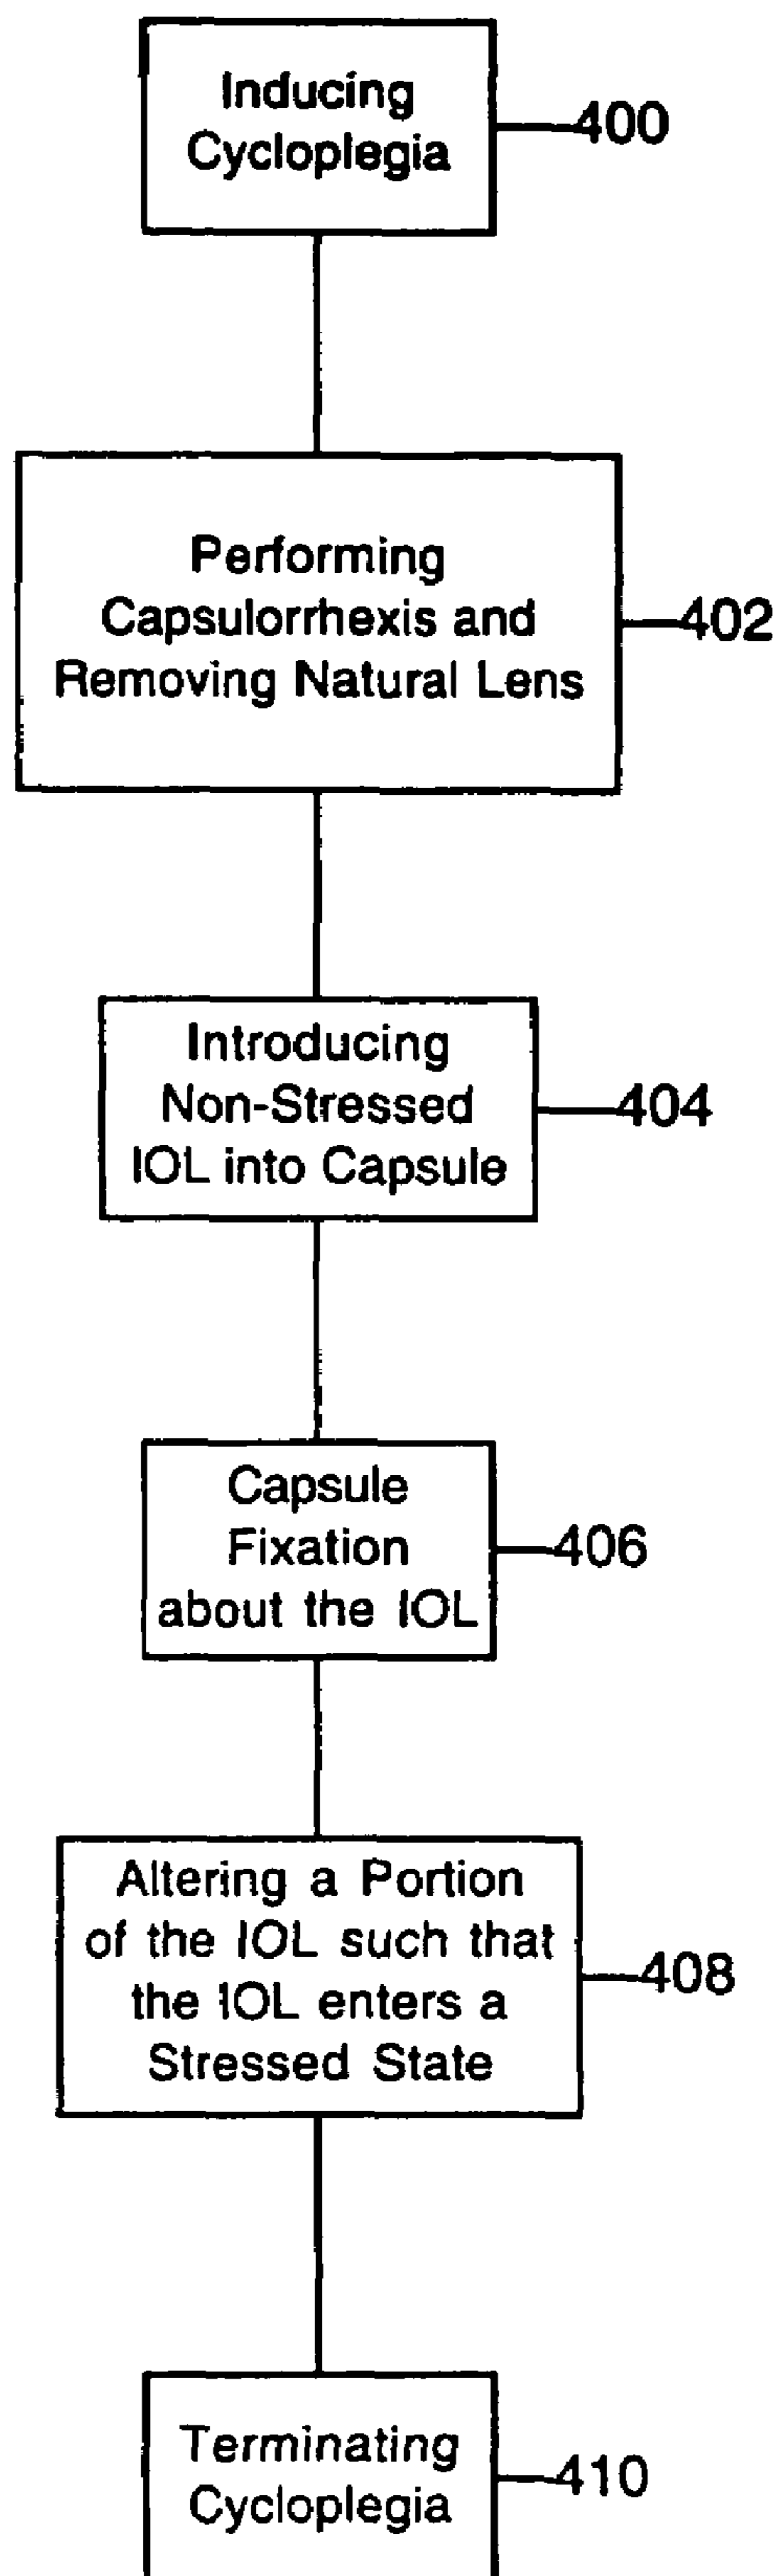 Inducing
Cycloplegia
400
Performing
Capsulorrhexis and
Removing Natural Lens
402
Introducing
Non-Stressed
IOL into Capsule
404
Capsule
Fixation
about the IOL
406
Altering a Portion
of the IOL such that
the IOL enters a
Stressed State
408
Terminating
Cycloplegia
410